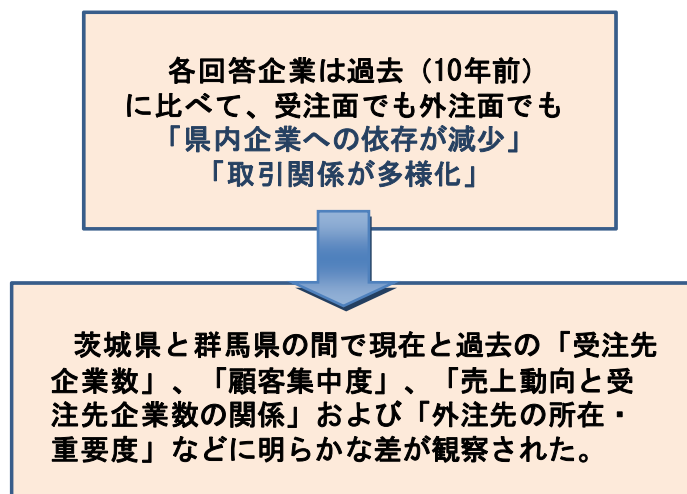 各回答企業は過去（10年前）
に比べて、受注面でも外注面でも
「県内企業への依存が減少」
「取引関係が多様化」
茨城県と群馬県の間で現在と過去の「受注先
企業数」、「顧客集中度」、「売上動向と受
注先企業数の関係」および「外注先の所在・
重要度」などに明らかな差が観察された。